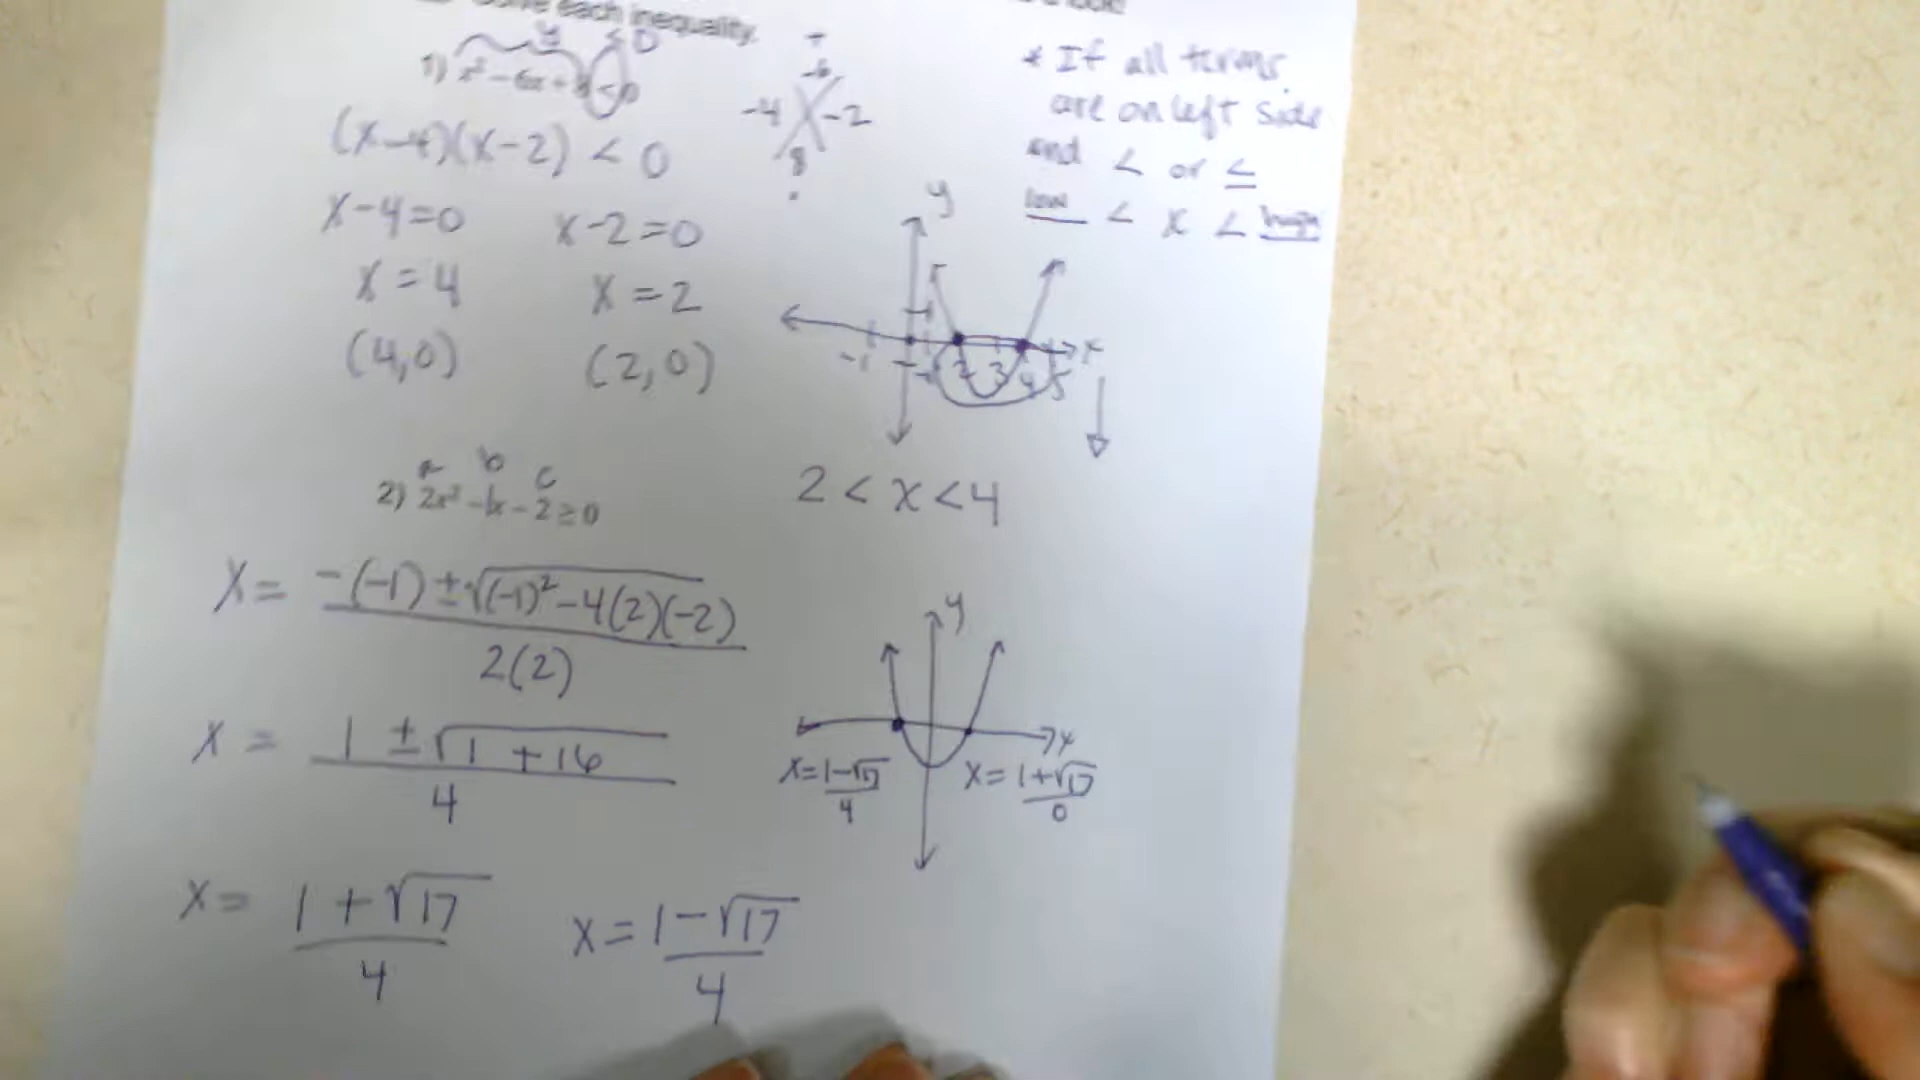 each inequality.
y < 0
1) x² - 6x + 8 < 0
-6
-4 -2
8
(x-4)(x-2) < 0
x-4=0 x-2=0
x=4 x=2
(4,0) (2,0)
* If all terms
are on left side
and < or ≤
low < x < high
y
x
-1 2 3 4 5
2 < x < 4
a b c
2) 2x² - 1x - 2 ≥ 0
x = -(-1) ± √(-1)² - 4(2)(-2)
2(2)
x = 1 ± √1 + 16
4
x = 1 + √17
4
x = 1 - √17
4
y
x
x = 1 - √17
4
x = 1 + √17
0